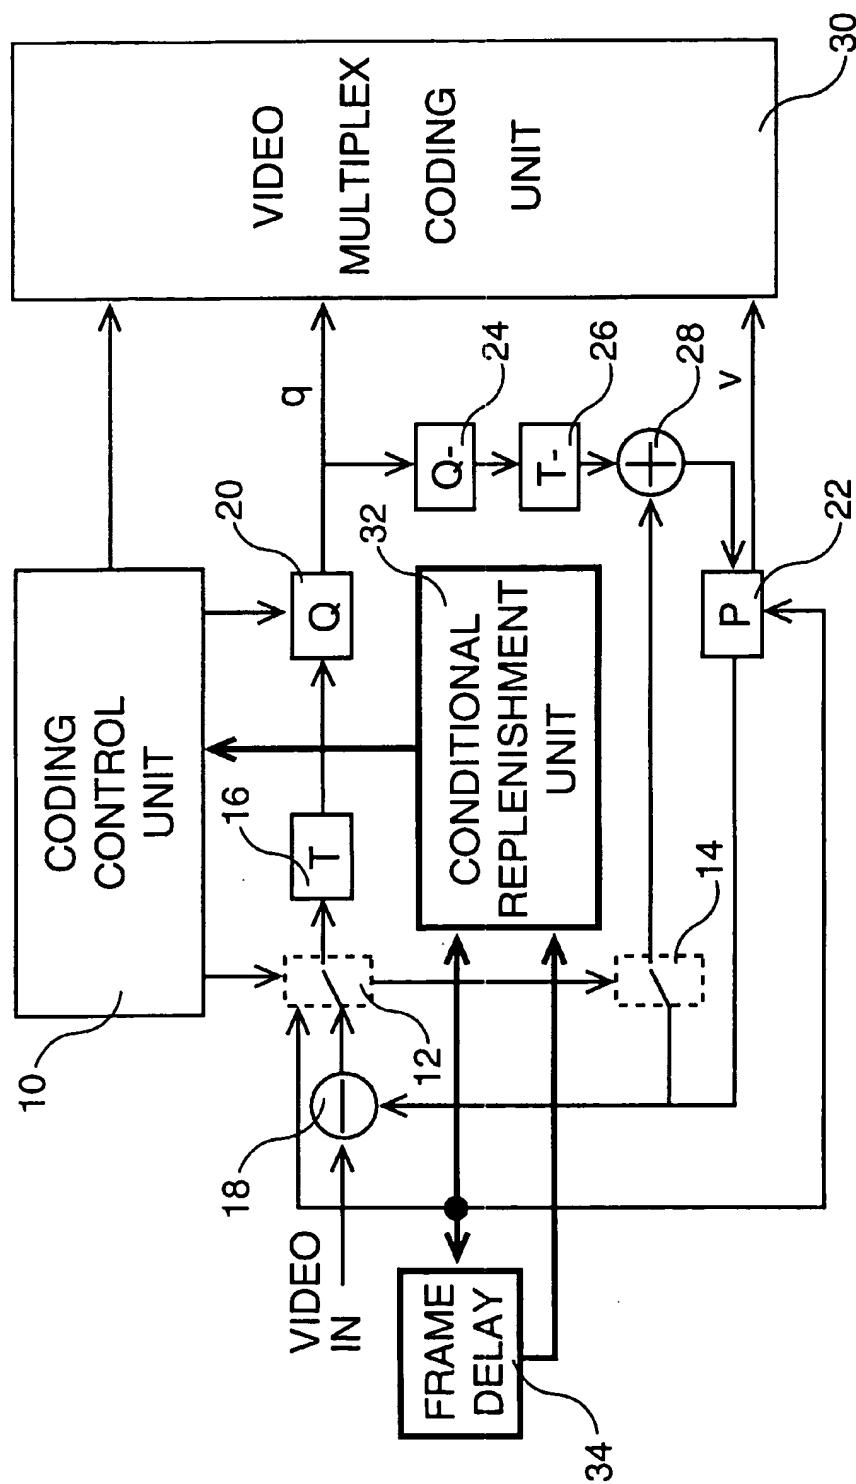 CODING
CONTROL
UNIT
10
VIDEO
MULTIPLEX
CODING
UNIT
30
VIDEO
IN
18
12
T
16
Q
20
q
Q-
24
T-
26
28
CONDITIONAL
REPLENISHMENT
UNIT
32
14
P
22
v
FRAME
DELAY
34